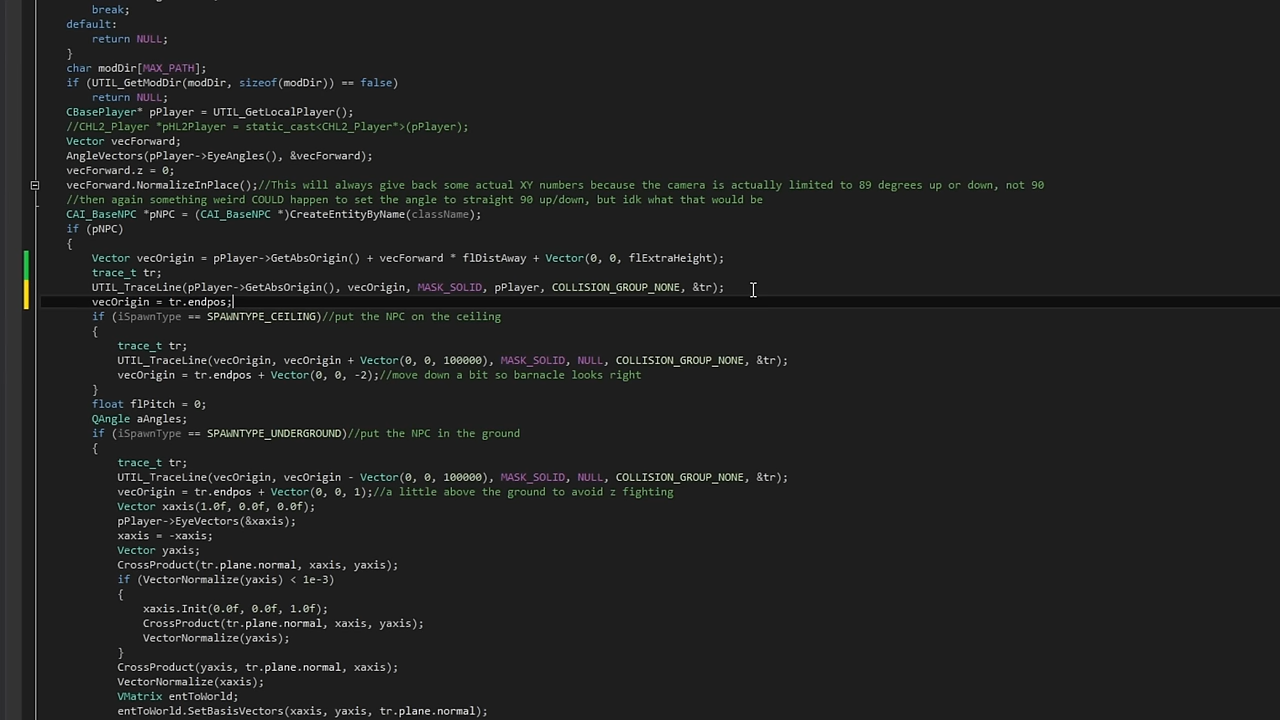 break;
default:
return NULL;
}
char modDir[MAX_PATH];
if (UTIL_GetModDir(modDir, sizeof(modDir)) == false)
return NULL;
CBasePlayer* pPlayer = UTIL_GetLocalPlayer();
//CHL2_Player *pHL2Player = static_cast<CHL2_Player*>(pPlayer);
Vector vecForward;
AngleVectors(pPlayer->EyeAngles(), &vecForward);
vecForward.z = 0;
vecForward.NormalizeInPlace();//This will always give back some actual XY numbers because the camera is actually limited to 89 degrees up or down, not 90
//then again something weird COULD happen to set the angle to straight 90 up/down, but idk what that would be
CAI_BaseNPC *pNPC = (CAI_BaseNPC *)CreateEntityByName(className);
if (pNPC)
{
Vector vecOrigin = pPlayer->GetAbsOrigin() + vecForward * flDistAway + Vector(0, 0, flExtraHeight);
trace_t tr;
UTIL_TraceLine(pPlayer->GetAbsOrigin(), vecOrigin, MASK_SOLID, pPlayer, COLLISION_GROUP_NONE, &tr);
vecOrigin = tr.endpos;
if (iSpawnType == SPAWNTYPE_CEILING)//put the NPC on the ceiling
{
trace_t tr;
UTIL_TraceLine(vecOrigin, vecOrigin + Vector(0, 0, 100000), MASK_SOLID, NULL, COLLISION_GROUP_NONE, &tr);
vecOrigin = tr.endpos + Vector(0, 0, -2);//move down a bit so barnacle looks right
}
float flPitch = 0;
QAngle aAngles;
if (iSpawnType == SPAWNTYPE_UNDERGROUND)//put the NPC in the ground
{
trace_t tr;
UTIL_TraceLine(vecOrigin, vecOrigin - Vector(0, 0, 100000), MASK_SOLID, NULL, COLLISION_GROUP_NONE, &tr);
vecOrigin = tr.endpos + Vector(0, 0, 1);//a little above the ground to avoid z fighting
Vector xaxis(1.0f, 0.0f, 0.0f);
pPlayer->EyeVectors(&xaxis);
xaxis = -xaxis;
Vector yaxis;
CrossProduct(tr.plane.normal, xaxis, yaxis);
if (VectorNormalize(yaxis) < 1e-3)
{
xaxis.Init(0.0f, 0.0f, 1.0f);
CrossProduct(tr.plane.normal, xaxis, yaxis);
VectorNormalize(yaxis);
}
CrossProduct(yaxis, tr.plane.normal, xaxis);
VectorNormalize(xaxis);
VMatrix entToWorld;
entToWorld.SetBasisVectors(xaxis, yaxis, tr.plane.normal);